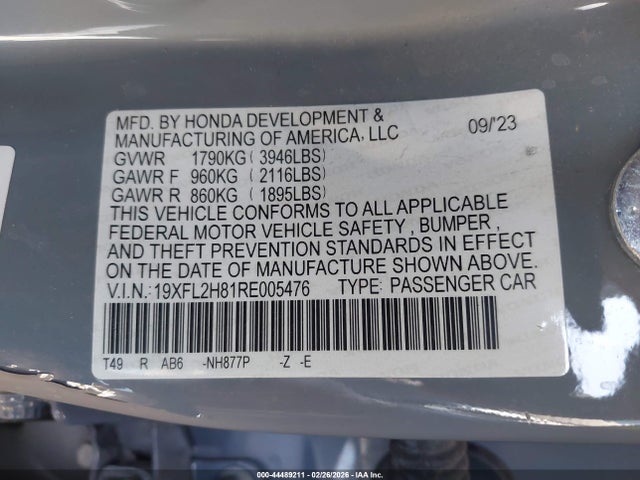 MFD. BY HONDA DEVELOPMENT &
MANUFACTURING OF AMERICA, LLC 09/'23
GVWR 1790KG ( 3946LBS )
GAWR F 960KG ( 2116LBS )
GAWR R 860KG ( 1895LBS )
THIS VEHICLE CONFORMS TO ALL APPLICABLE
FEDERAL MOTOR VEHICLE SAFETY , BUMPER ,
AND THEFT PREVENTION STANDARDS IN EFFECT
ON THE DATE OF MANUFACTURE SHOWN ABOVE.
V.I.N.: 19XFL2H81RE005476 TYPE: PASSENGER CAR
T49 R AB6 -NH877P -Z -E
000-44489211 - 02/26/2026 - IAA Inc.